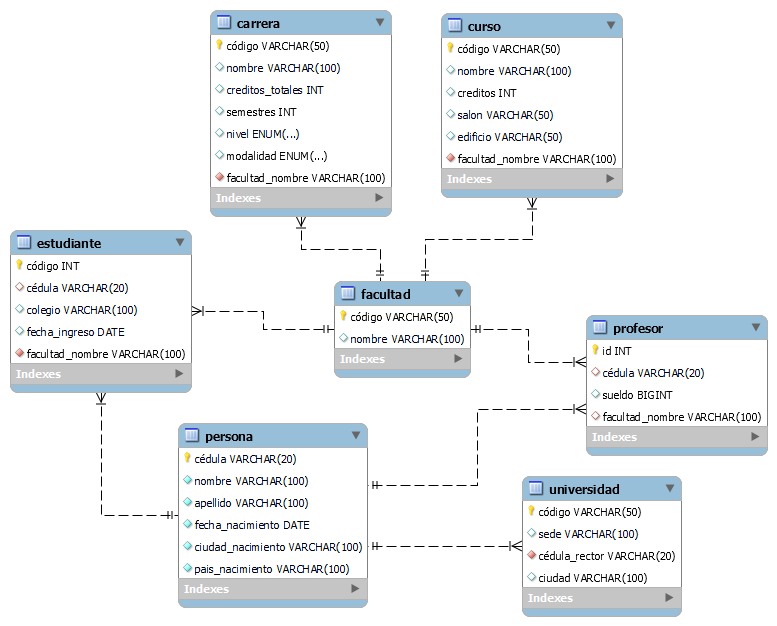 carrera
código VARCHAR(50)
nombre VARCHAR(100)
creditos_totales INT
semestres INT
nivel ENUM(...)
modalidad ENUM(...)
facultad_nombre VARCHAR(100)
Indexes
curso
código VARCHAR(50)
nombre VARCHAR(100)
creditos INT
salon VARCHAR(50)
edificio VARCHAR(50)
facultad_nombre VARCHAR(100)
Indexes
estudiante
código INT
cédula VARCHAR(20)
colegio VARCHAR(100)
fecha_ingreso DATE
facultad_nombre VARCHAR(100)
Indexes
facultad
código VARCHAR(50)
nombre VARCHAR(100)
Indexes
profesor
id INT
cédula VARCHAR(20)
sueldo BIGINT
facultad_nombre VARCHAR(100)
Indexes
persona
cédula VARCHAR(20)
nombre VARCHAR(100)
apellido VARCHAR(100)
fecha_nacimiento DATE
ciudad_nacimiento VARCHAR(100)
pais_nacimiento VARCHAR(100)
Indexes
universidad
código VARCHAR(50)
sede VARCHAR(100)
cédula_rector VARCHAR(20)
ciudad VARCHAR(100)
Indexes